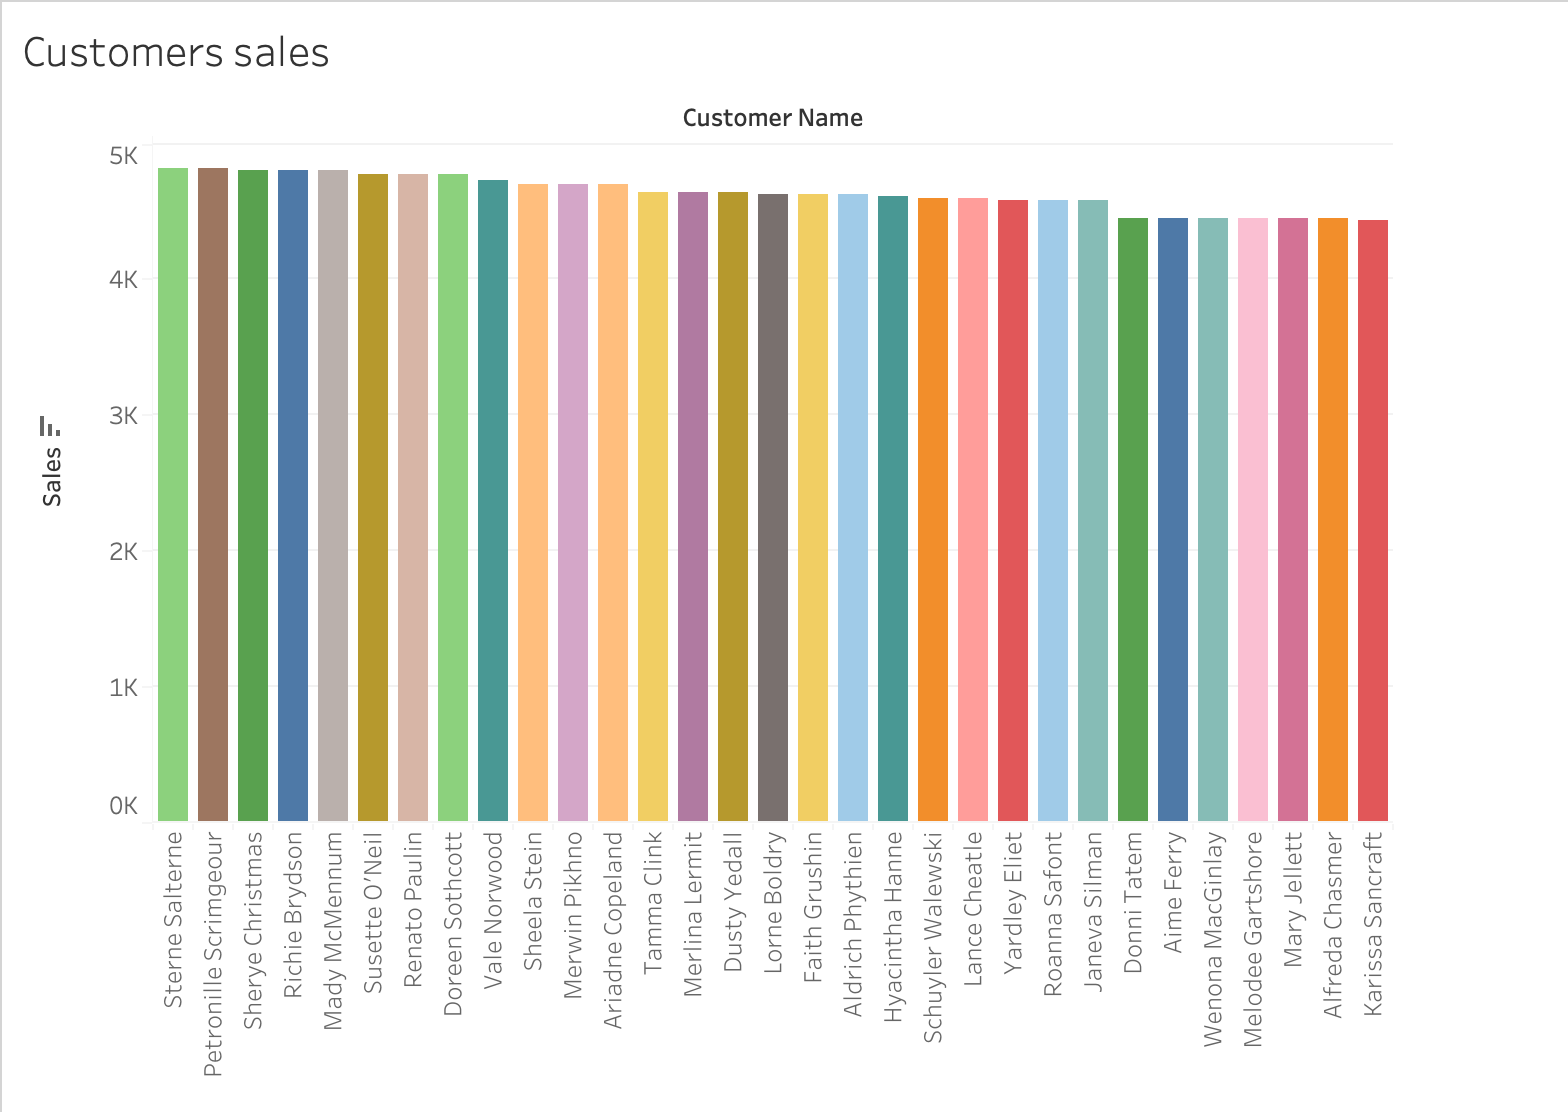 Customers sales
Customer Name
5K
4K
3K
2K
1K
0K
Sales
Sterne Salterne
Petronille Scrimgeour
Sherye Christmas
Richie Brydson
Mady McMennum
Susette O’Neil
Renato Paulin
Doreen Sothcott
Vale Norwood
Sheela Stein
Merwin Pikhno
Ariadne Copeland
Tamma Clink
Merlina Lermit
Dusty Yedall
Lorne Boldry
Faith Grushin
Aldrich Phythien
Hyacintha Hanne
Schuyler Walewski
Lance Cheatle
Yardley Eliet
Roanna Safont
Janeva Silman
Donni Tatem
Aime Ferry
Wenona MacGinlay
Melodee Gartshore
Mary Jellett
Alfreda Chasmer
Karissa Sancraft